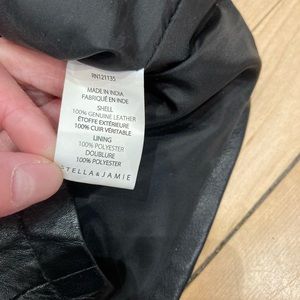 RN121135
MADE IN INDIA
FABRIQUÉ EN INDE
SHELL
100% GENUINE LEATHER
ÉTOFFE EXTÉRIEURE
100% CUIR VÉRITABLE
LINING
100% POLYESTER
DOUBLURE
100% POLYESTER
STELLA & JAMIE